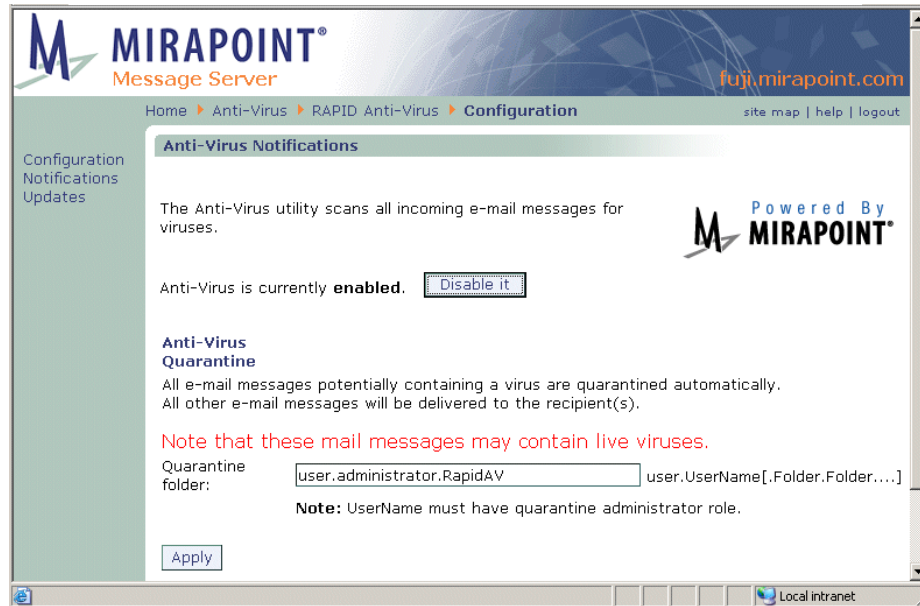 MIRAPOINT®
Message Server
fuji.mirapoint.com
Home Anti-Virus RAPID Anti-Virus Configuration
site map | help | logout
Configuration
Notifications
Updates
Anti-Virus Notifications
The Anti-Virus utility scans all incoming e-mail messages for
viruses.
Powered By
MIRAPOINT®
Anti-Virus is currently enabled. Disable it
Anti-Virus
Quarantine
All e-mail messages potentially containing a virus are quarantined automatically.
All other e-mail messages will be delivered to the recipient(s).
Note that these mail messages may contain live viruses.
Quarantine
folder:
user.administrator.RapidAV
user.UserName[.Folder.Folder....]
Note: UserName must have quarantine administrator role.
Apply
Local intranet